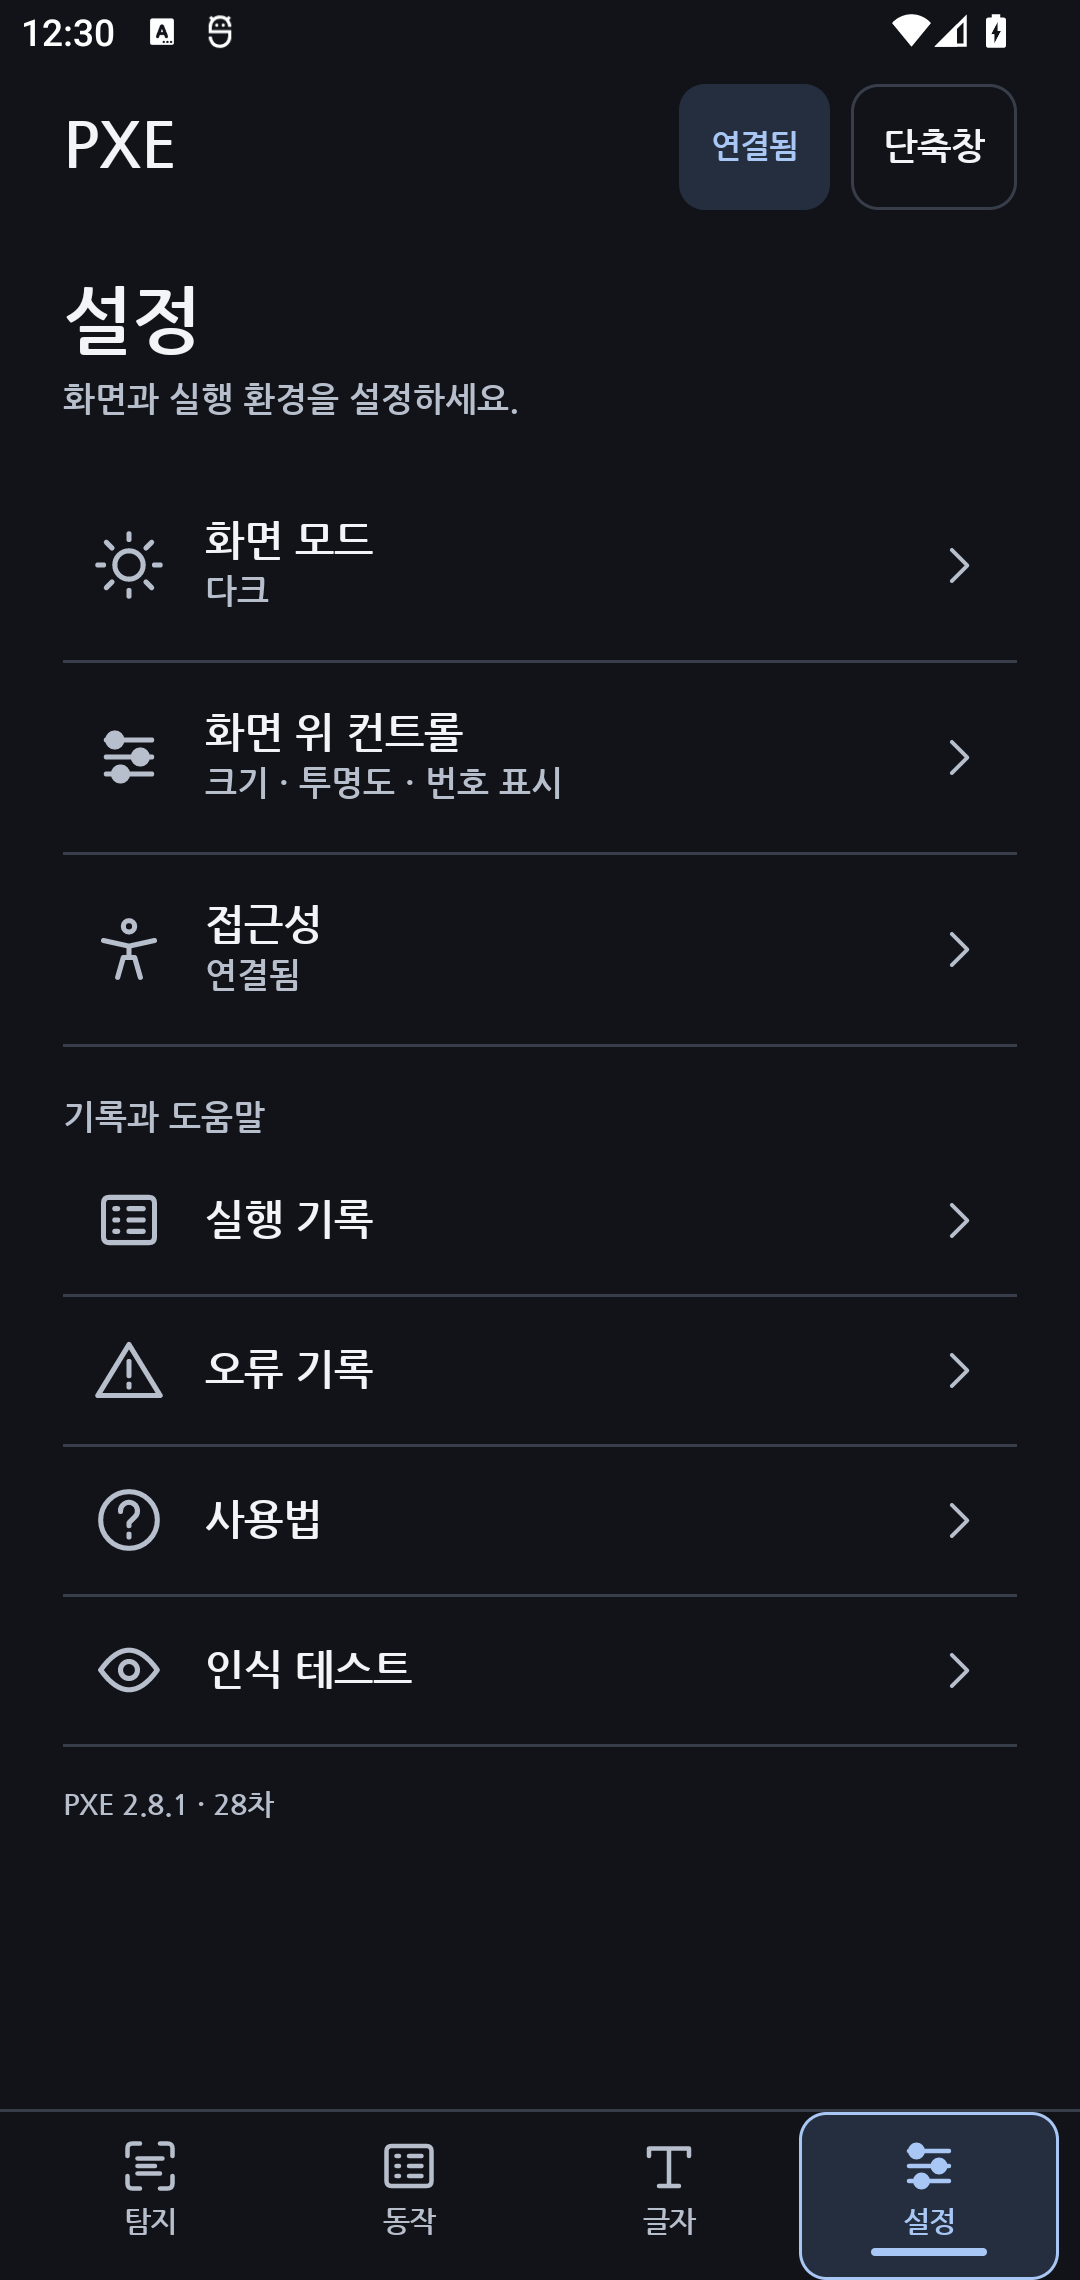 12:30
PXE
연결됨
단축창
설정
화면과 실행 환경을 설정하세요.
화면 모드
다크
화면 위 컨트롤
크기 · 투명도 · 번호 표시
접근성
연결됨
기록과 도움말
실행 기록
오류 기록
사용법
인식 테스트
PXE 2.8.1 · 28차
탐지
동작
글자
설정